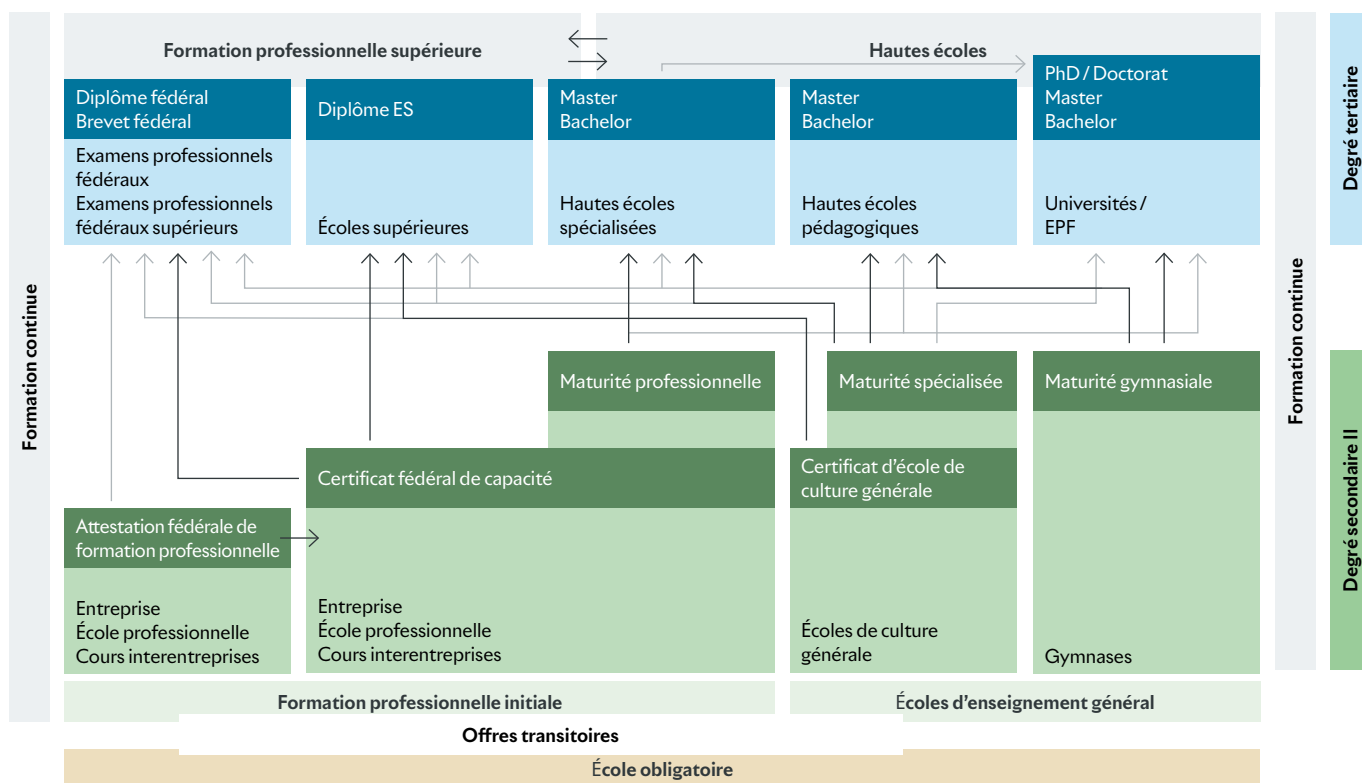 Formation professionnelle supérieure
Hautes écoles
Diplôme fédéral
Brevet fédéral
Diplôme ES
Master
Bachelor
Master
Bachelor
PhD / Doctorat
Master
Bachelor
Examens professionnels
fédéraux
Examens professionnels
fédéraux supérieurs
Écoles supérieures
Hautes écoles
spécialisées
Hautes écoles
pédagogiques
Universités /
EPF
Degré tertiaire
Formation continue
Formation continue
Maturité professionnelle
Maturité spécialisée
Maturité gymnasiale
Certificat fédéral de capacité
Certificat d'école de
culture générale
Attestation fédérale de
formation professionnelle
Entreprise
École professionnelle
Cours interentreprises
Entreprise
École professionnelle
Cours interentreprises
Écoles de culture
générale
Gymnases
Degré secondaire II
Formation professionnelle initiale
Écoles d’enseignement général
Offres transitoires
École obligatoire